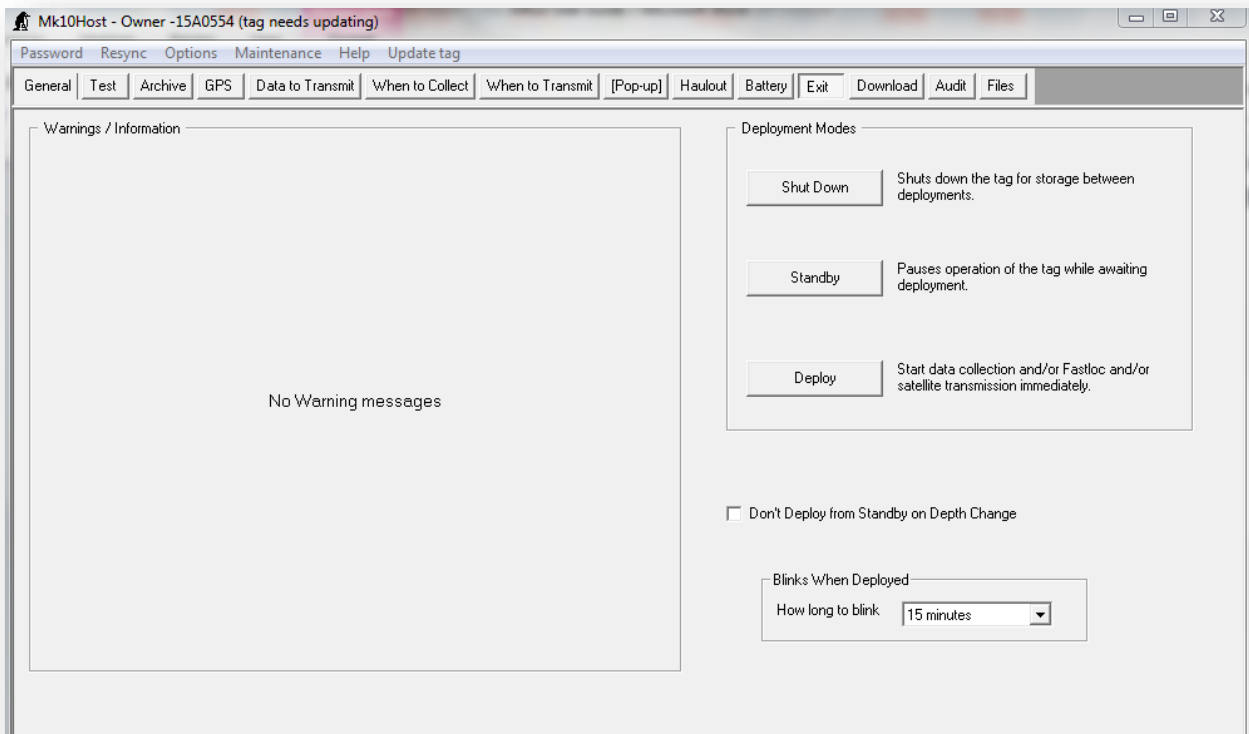 Mk10Host - Owner -15A0554 (tag needs updating)
Password Resync Options Maintenance Help Update tag
General Test Archive GPS Data to Transmit When to Collect When to Transmit [Pop-up] Haulout Battery Exit Download Audit Files
Warnings / Information
No Warning messages
Deployment Modes
Shut Down
Shuts down the tag for storage between
deployments.
Standby
Pauses operation of the tag while awaiting
deployment.
Deploy
Start data collection and/or Fastloc and/or
satellite transmission immediately.
Don't Deploy from Standby on Depth Change
Blinks When Deployed
How long to blink 15 minutes